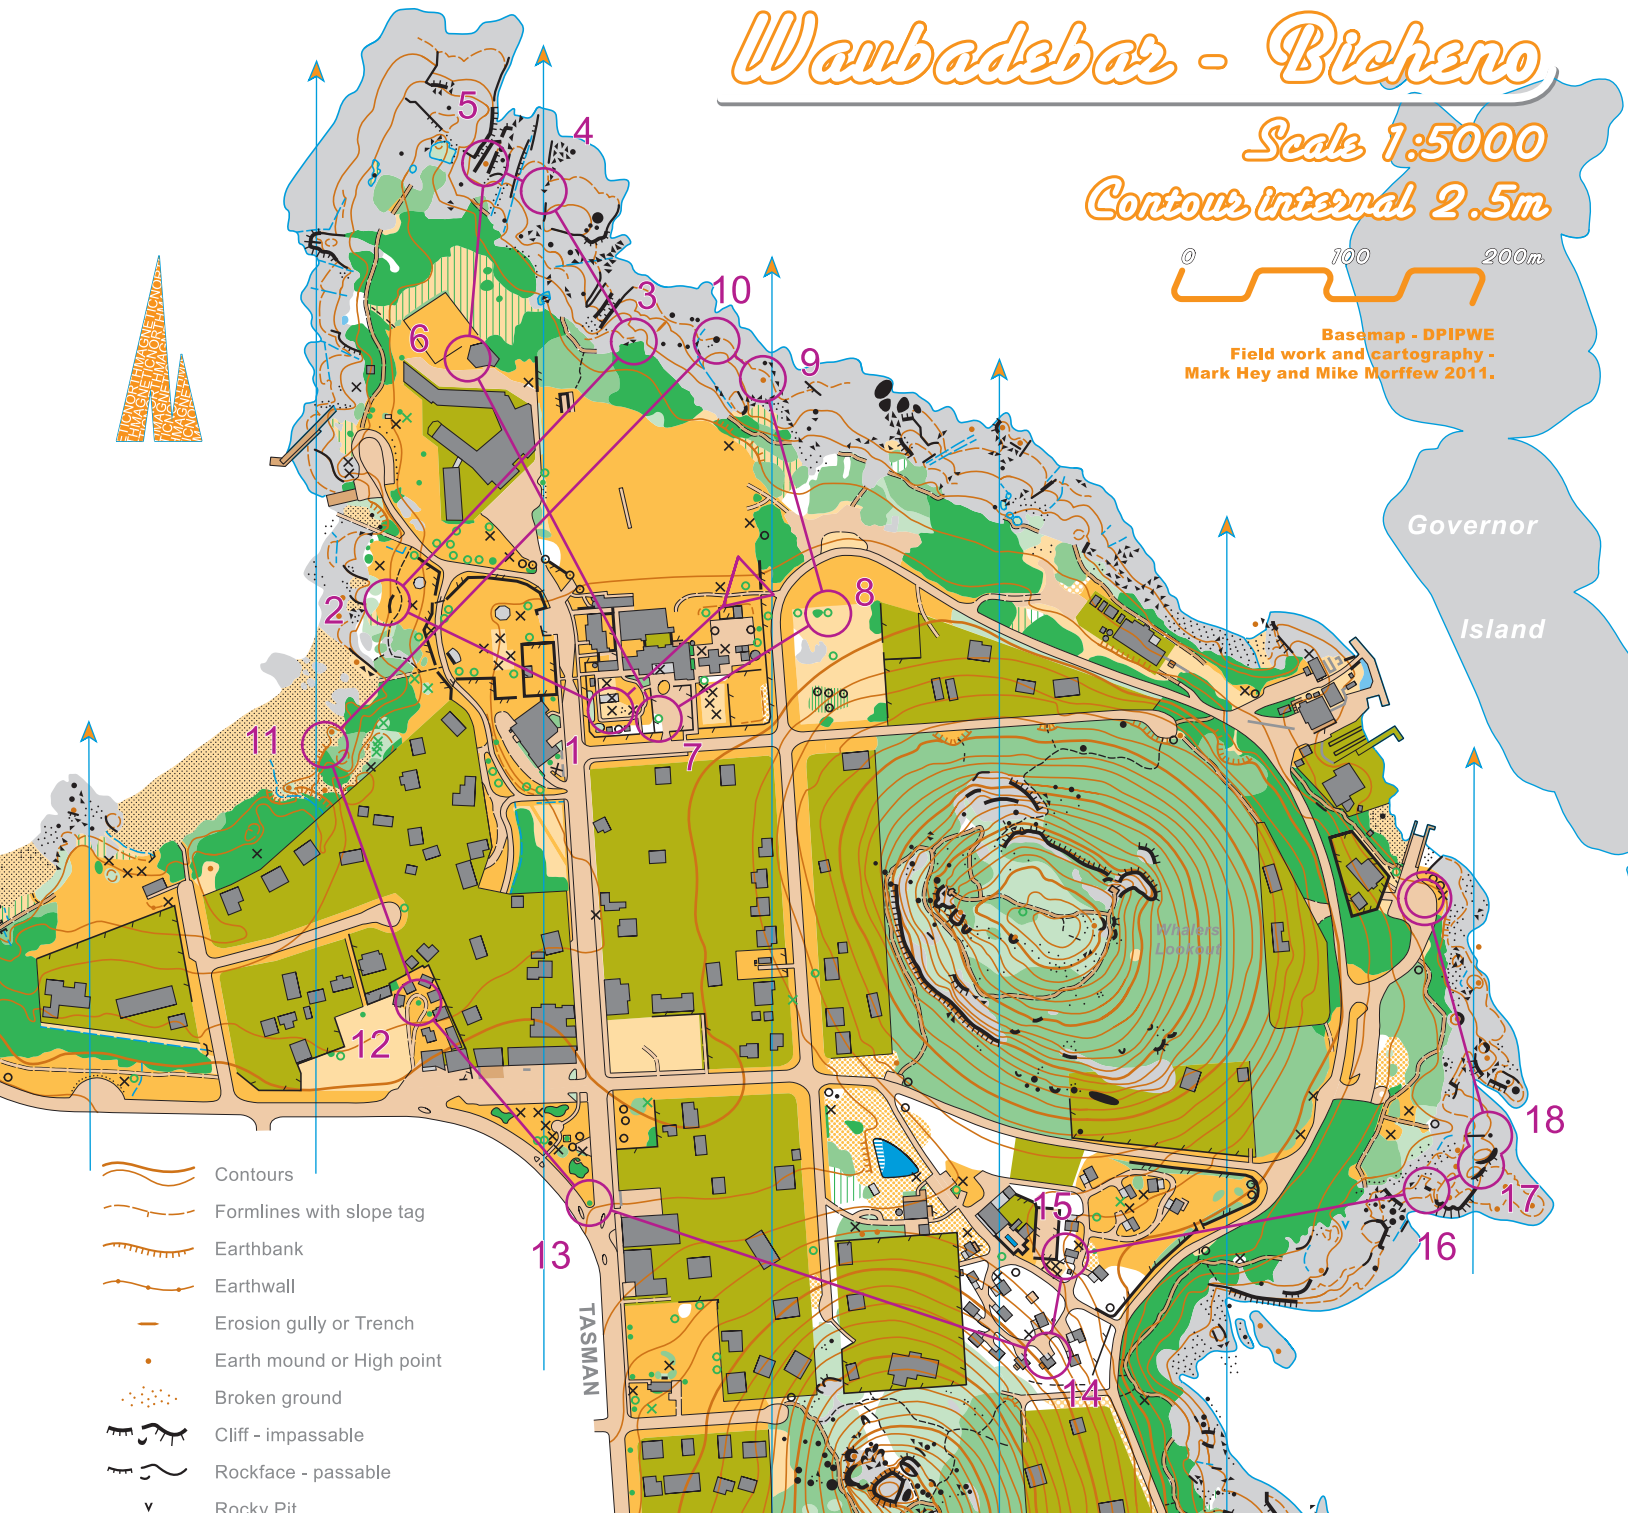 Waubadebar - Bicheno
Scale 1:5000
Contour interval 2.5m
0 100 200m
Basemap - DPIPWE
Field work and cartography -
Mark Hey and Mike Morffew 2011.
5
4
3
10
9
6
2
8
Governor
Island
11
1
7
Whalers
Lookout
12
18
17
16
15
13
14
TASMAN
Contours
Formlines with slope tag
Earthbank
Earthwall
Erosion gully or Trench
Earth mound or High point
Broken ground
Cliff - impassable
Rockface - passable
Rocky Pit